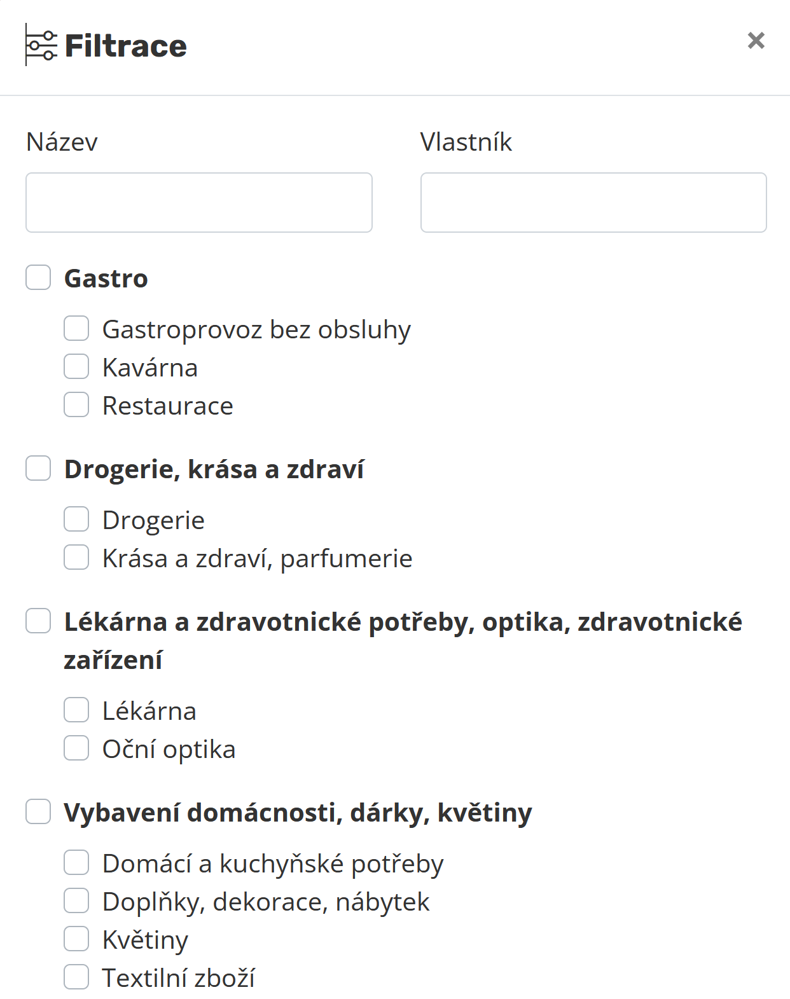 Filtrace
Název
Vlastník
Gastro
Gastroprovoz bez obsluhy
Kavárna
Restaurace
Drogerie, krása a zdraví
Drogerie
Krása a zdraví, parfumerie
Lékárna a zdravotnické potřeby, optika, zdravotnické
zařízení
Lékárna
Oční optika
Vybavení domácnosti, dárky, květiny
Domácí a kuchyňské potřeby
Doplňky, dekorace, nábytek
Květiny
Textilní zboží